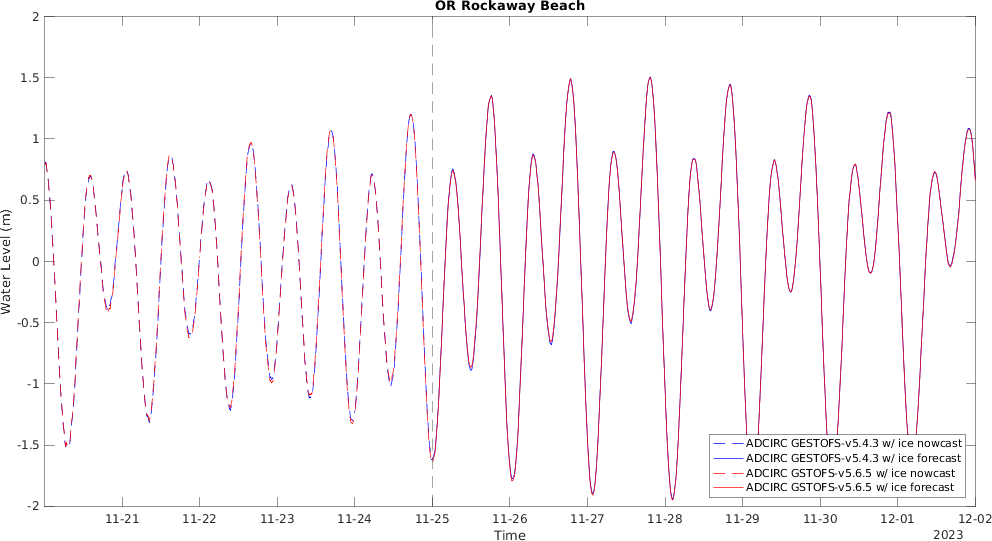 OR Rockaway Beach
2
1.5
1
0.5
0
-0.5
-1
-1.5
-2
Water Level (m)
11-21 11-22 11-23 11-24 11-25 11-26 11-27 11-28 11-29 11-30 12-01 12-02
Time
2023
ADCIRC GESTOFS-v5.4.3 w/ ice nowcast
ADCIRC GESTOFS-v5.4.3 w/ ice forecast
ADCIRC GSTOFS-v5.6.5 w/ ice nowcast
ADCIRC GSTOFS-v5.6.5 w/ ice forecast